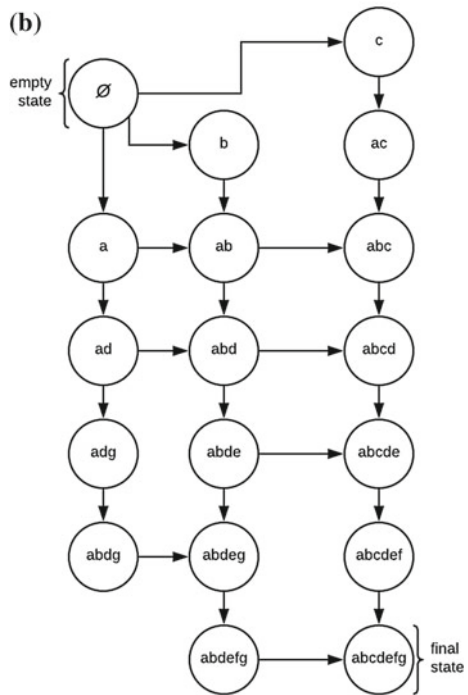 (b)
empty
state
Ø
c
b
ac
a
ab
abc
ad
abd
abcd
adg
abde
abcde
abdg
abdeg
abcdef
abdefg
abcdefg
final
state